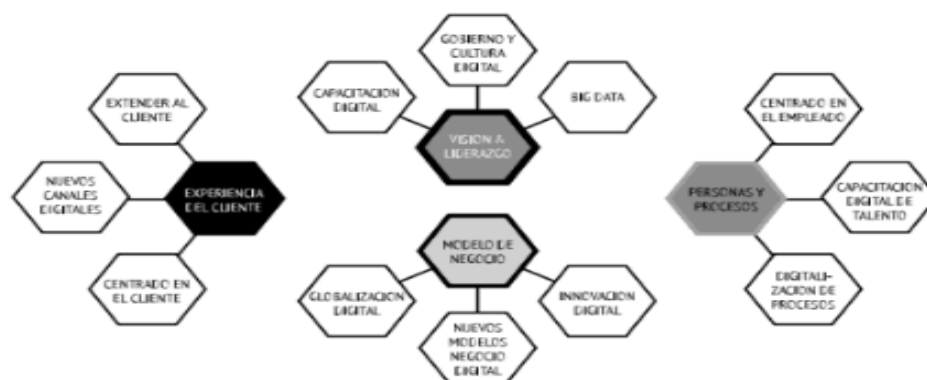 GOBIERNO Y
CULTURA
DIGITAL
CAPACITACION
DIGITAL
BIG DATA
VISION &
LIDERAZGO
EXTENDER AL
CLIENTE
NUEVOS
CANALES
DIGITALES
EXPERIENCIA
DEL CLIENTE
CENTRADO EN
EL CLIENTE
CENTRADO EN
EL EMPLEADO
PERSONAS Y
PROCESOS
CAPACITACION
DIGITAL DE
TALENTO
DIGITALI-
ZACION DE
PROCESOS
MODELO DE
NEGOCIO
GLOBALIZACION
DIGITAL
NUEVOS
MODELOS
NEGOCIO
DIGITAL
INNOVACION
DIGITAL